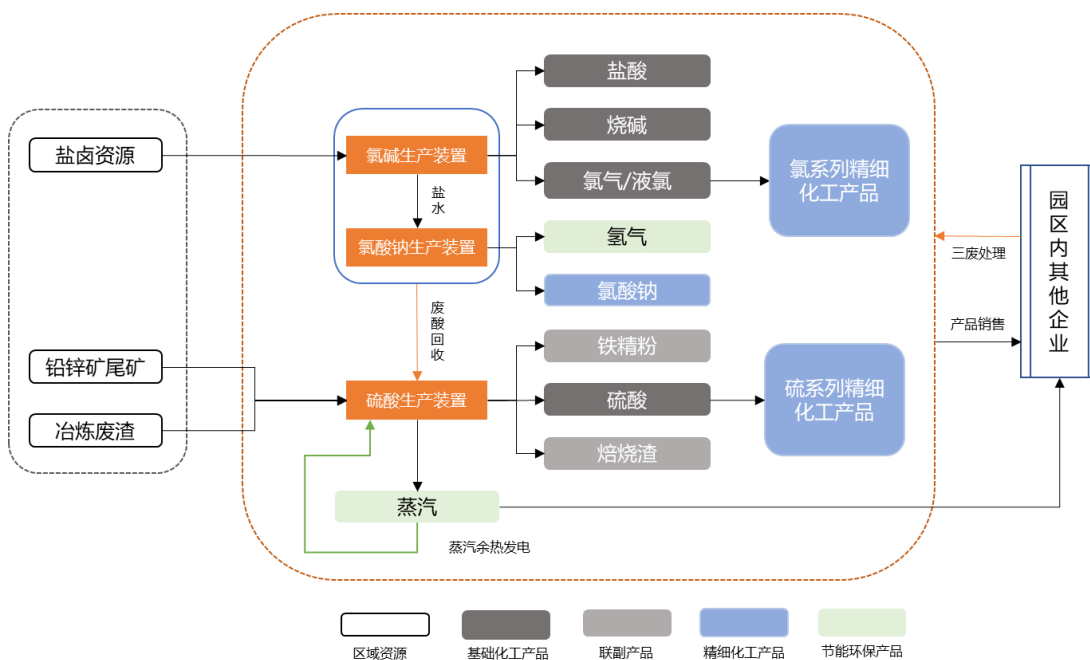 盐酸
烧碱
盐卤资源
氯碱生产装置
氯气/液氯
氯系列精细
化工产品
盐
水
氯酸钠生产装置
氢气
氯酸钠
园
区
内
其
他
企
业
三废处理
产品销售
废
酸
回
收
铅锌矿尾矿
冶炼废渣
硫酸生产装置
铁精粉
硫酸
焙烧渣
硫系列精细
化工产品
蒸汽
蒸汽余热发电
区域资源
基础化工产品
联副产品
精细化工产品
节能环保产品